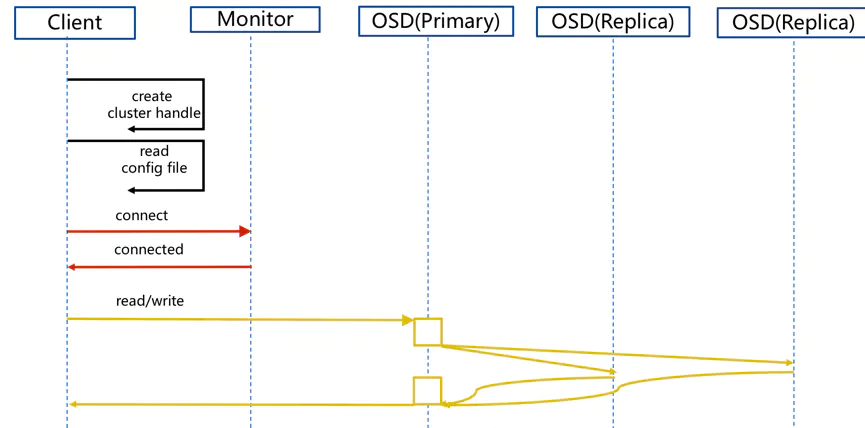 Client
Monitor
OSD(Primary)
OSD(Replica)
OSD(Replica)
create
cluster handle
read
config file
connect
connected
read/write